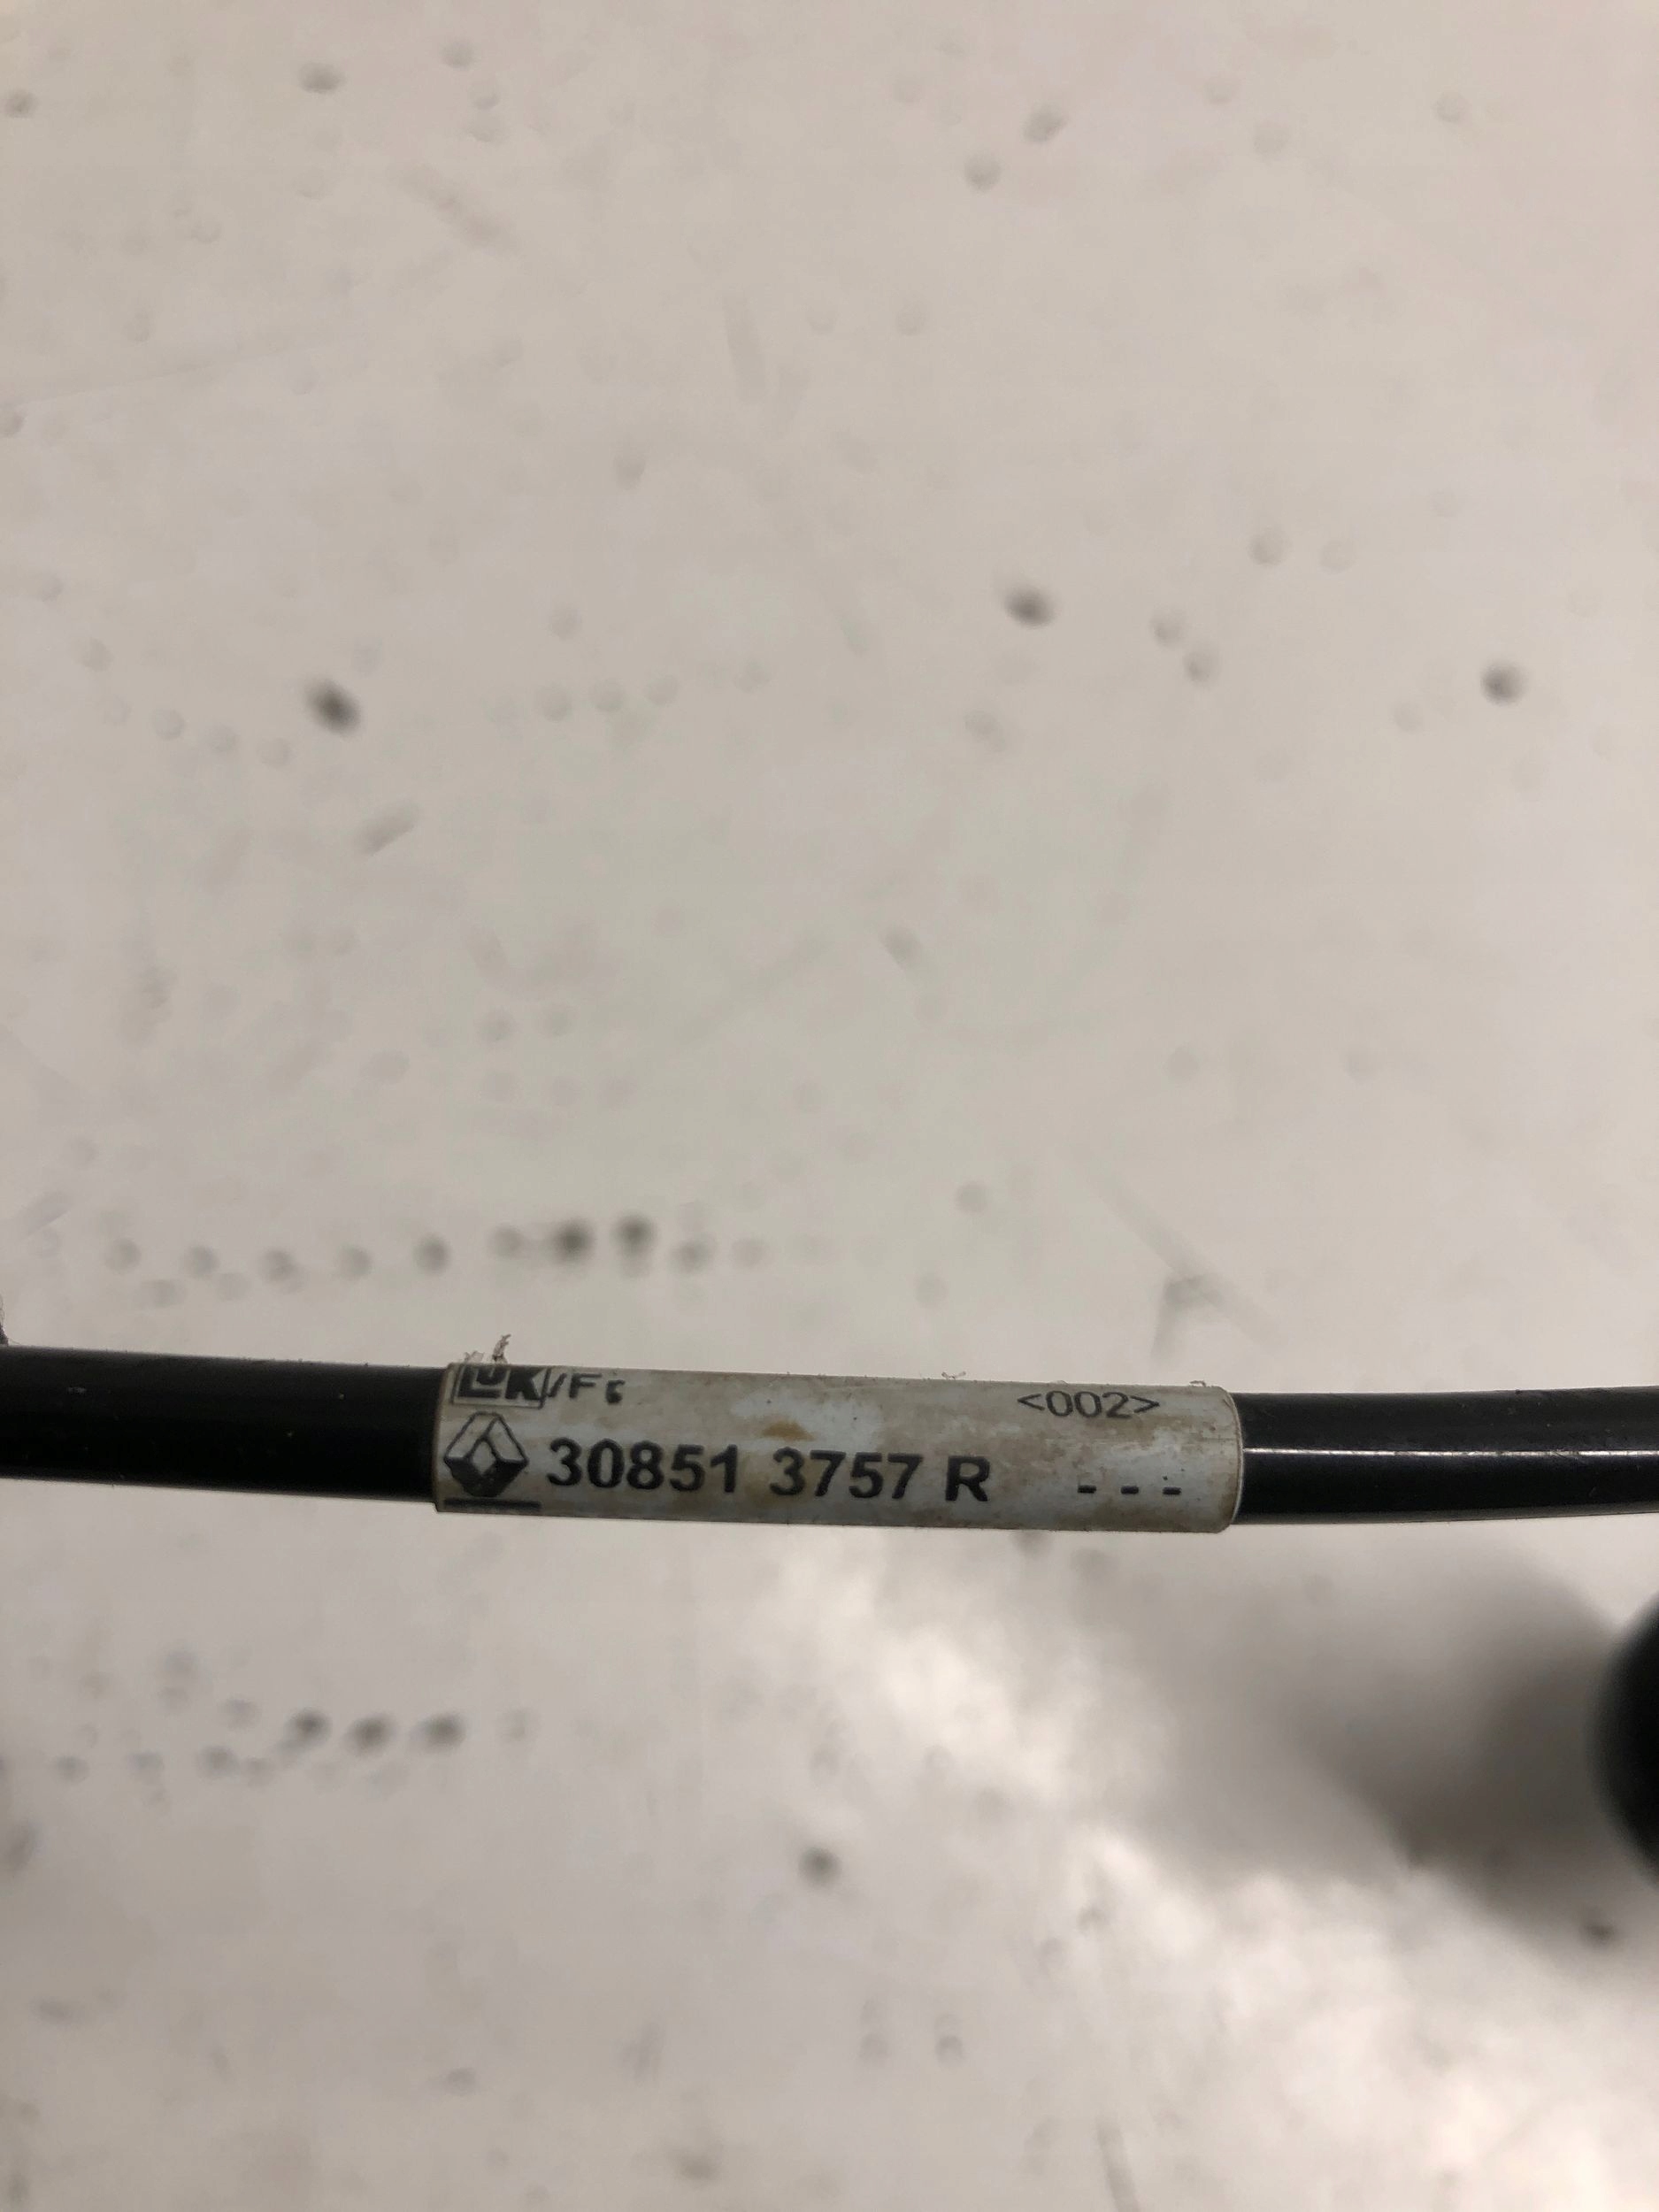 LUK/F <002>
30851 3757 R ---